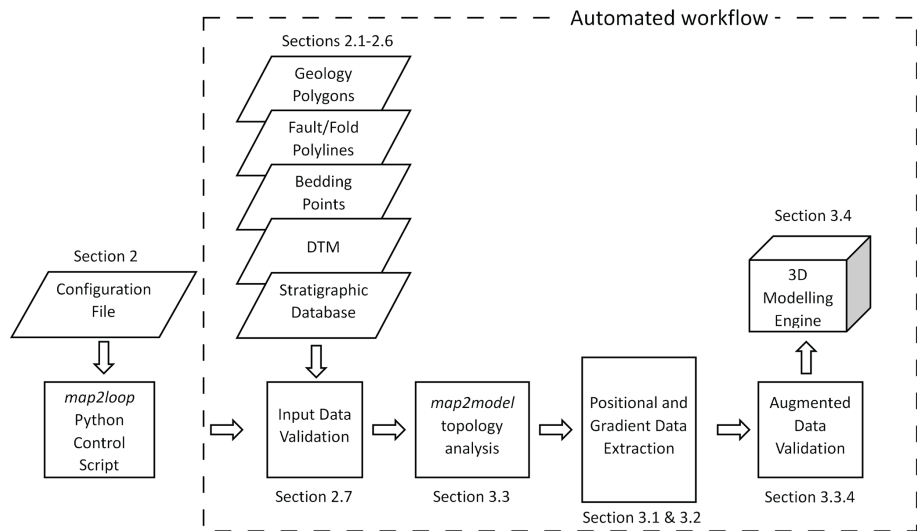 Automated workflow
Sections 2.1-2.6
Geology
Polygons
Fault/Fold
Polylines
Bedding
Points
DTM
Stratigraphic
Database
Section 2
Configuration
File
map2loop
Python
Control
Script
Input Data
Validation
Section 2.7
map2model
topology
analysis
Section 3.3
Positional and
Gradient Data
Extraction
Section 3.1 & 3.2
Augmented
Data
Validation
Section 3.3.4
Section 3.4
3D
Modelling
Engine